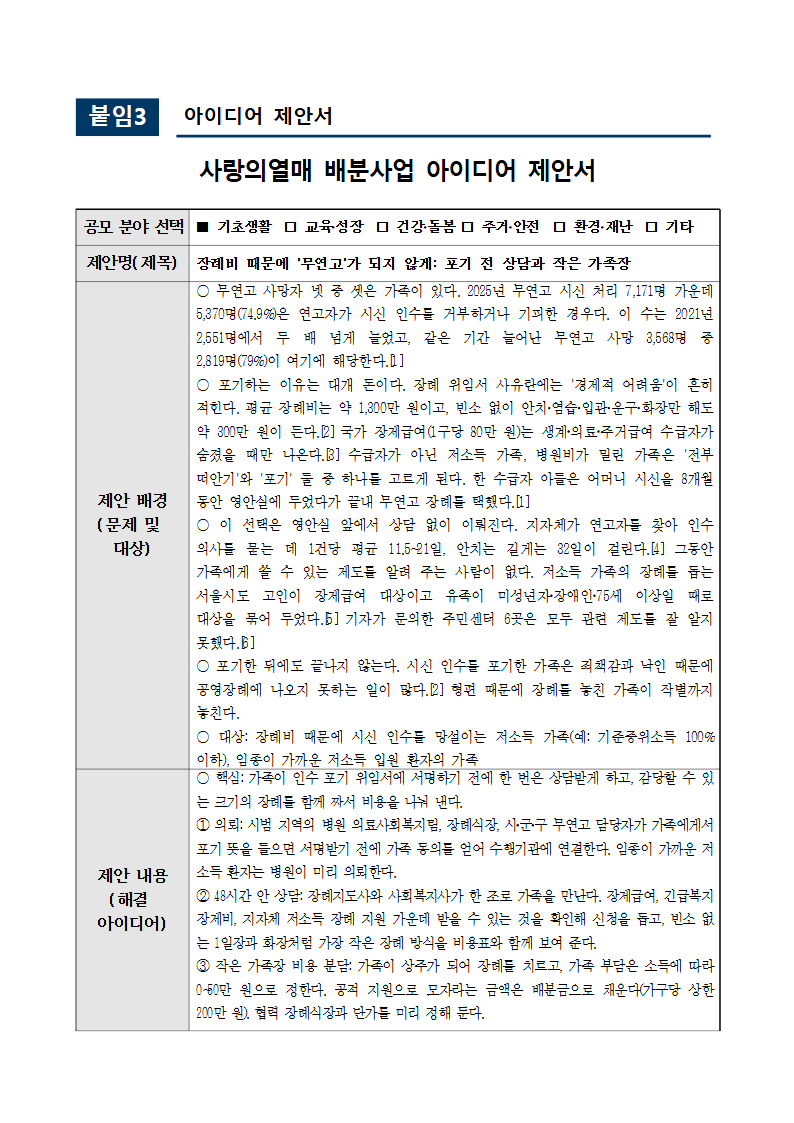 붙임3
아이디어 제안서
사랑의열매 배분사업 아이디어 제안서
공모 분야 선택
■ 기초생활 □ 교육·성장 □ 건강·돌봄 □ 주거·안전 □ 환경·재난 □ 기타
제안명(제목)
장례비 때문에 '무연고'가 되지 않게: 포기 전 상담과 작은 가족장
제안 배경
(문제 및
대상)
○ 무연고 사망자 넷 중 셋은 가족이 있다. 2025년 무연고 시신 처리 7,171명 가운데
5,370명(74.9%)은 연고자가 시신 인수를 거부하거나 기피한 경우다. 이 수는 2021년
2,551명에서 두 배 넘게 늘었고, 같은 기간 늘어난 무연고 사망 3,568명 중
2,819명(79%)이 여기에 해당한다.[1]
○ 포기하는 이유는 대개 돈이다. 장례 위임서 사유란에는 '경제적 어려움'이 흔히
적힌다. 평균 장례비는 약 1,300만 원이고, 빈소 없이 안치·염습·입관·운구·화장만 해도
약 300만 원이 든다.[2] 국가 장제급여(1구당 80만 원)는 생계·의료·주거급여 수급자가
숨졌을 때만 나온다.[3] 수급자가 아닌 저소득 가족, 병원비가 밀린 가족은 '전부
떠안기'와 '포기' 둘 중 하나를 고르게 된다. 한 수급자 아들은 어머니 시신을 8개월
동안 영안실에 두었다가 끝내 무연고 장례를 택했다.[1]
○ 이 선택은 영안실 앞에서 상담 없이 이뤄진다. 지자체가 연고자를 찾아 인수
의사를 묻는 데 1건당 평균 11.5~21일, 안치는 길게는 32일이 걸린다.[4] 그동안
가족에게 쓸 수 있는 제도를 알려 주는 사람이 없다. 저소득 가족의 장례를 돕는
서울시도 고인이 장제급여 대상이고 유족이 미성년자·장애인·75세 이상일 때로
대상을 묶어 두었다.[5] 기자가 문의한 주민센터 6곳은 모두 관련 제도를 잘 알지
못했다.[6]
○ 포기한 뒤에도 끝나지 않는다. 시신 인수를 포기한 가족은 죄책감과 낙인 때문에
공영장례에 나오지 못하는 일이 많다.[2] 형편 때문에 장례를 놓친 가족이 작별까지
놓친다.
○ 대상: 장례비 때문에 시신 인수를 망설이는 저소득 가족(예: 기준중위소득 100%
이하), 임종이 가까운 저소득 입원 환자의 가족
제안 내용
(해결
아이디어)
○ 핵심: 가족이 인수 포기 위임서에 서명하기 전에 한 번은 상담받게 하고, 감당할 수 있
는 크기의 장례를 함께 짜서 비용을 나눠 낸다.
① 의뢰: 시범 지역의 병원 의료사회복지팀, 장례식장, 시·군·구 무연고 담당자가 가족에게서
포기 뜻을 들으면 서명받기 전에 가족 동의를 얻어 수행기관에 연결한다. 임종이 가까운 저
소득 환자는 병원이 미리 의뢰한다.
② 48시간 안 상담: 장례지도사와 사회복지사가 한 조로 가족을 만난다. 장제급여, 긴급복지
장제비, 지자체 저소득 장례 지원 가운데 받을 수 있는 것을 확인해 신청을 돕고, 빈소 없
는 1일장과 화장처럼 가장 작은 장례 방식을 비용표와 함께 보여 준다.
③ 작은 가족장 비용 분담: 가족이 상주가 되어 장례를 치르고, 가족 부담은 소득에 따라
0~60만 원으로 정한다. 공적 지원으로 모자라는 금액은 배분금으로 채운다(가구당 상한
200만 원). 협력 장례식장과 단가를 미리 정해 둔다.